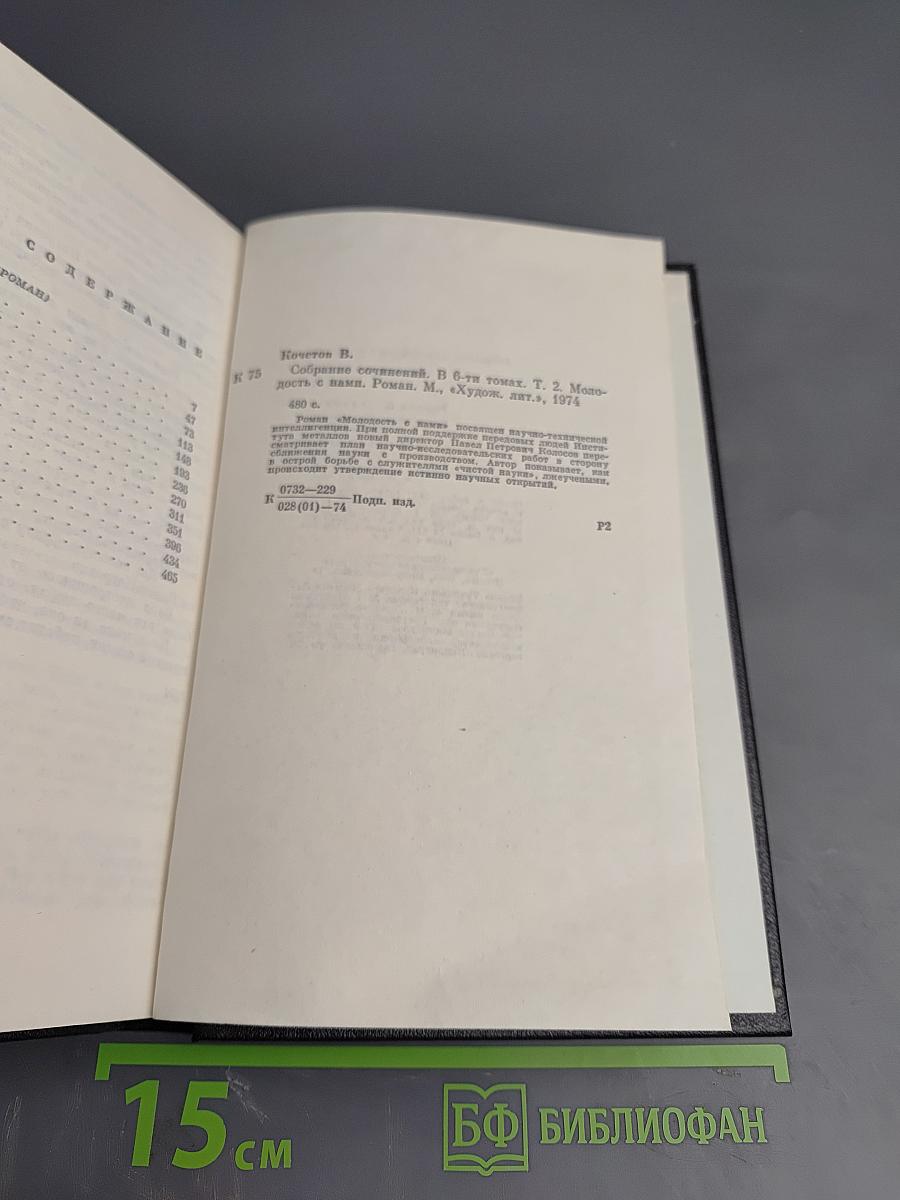 СОДЕРЖАНИЕ
РОМАН)
7
47
73
113
148
193
238
270
311
351
396
434
465
Кочетов В.
К 75 Собрание сочинений. В 6-ти томах. Т. 2. Моло-
дость с нами. Роман. М., «Худож. лит.», 1974
480 с.
Роман «Молодость с нами» посвящен научно-технической
интеллигенции. При полной поддержке передовых людей Инсти-
тута металлов новый директор Павел Петрович Колосов пере-
сматривает план научно-исследовательских работ в сторону
сближения науки с производством. Автор показывает, как
в острой борьбе с служителями «чистой науки», лжеучеными,
происходит утверждение истинно научных открытий.
К 0732—229
028(01)—74 Подп. изд.
Р2
15 см
БФ БИБЛИОФАН